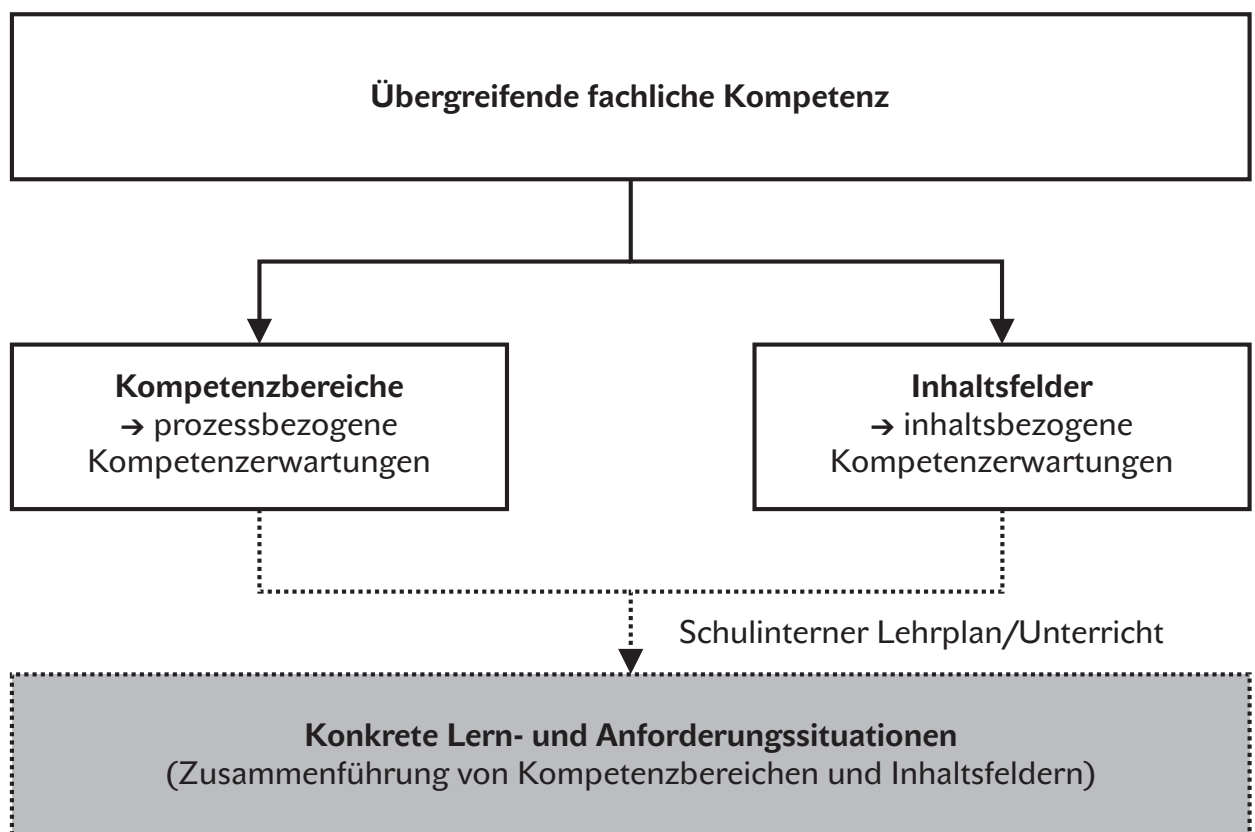 Übergreifende fachliche Kompetenz
Kompetenzbereiche
→ prozessbezogene
Kompetenzerwartungen
Inhaltsfelder
→ inhaltsbezogene
Kompetenzerwartungen
Schulinterner Lehrplan/Unterricht
Konkrete Lern- und Anforderungssituationen
(Zusammenführung von Kompetenzbereichen und Inhaltsfeldern)